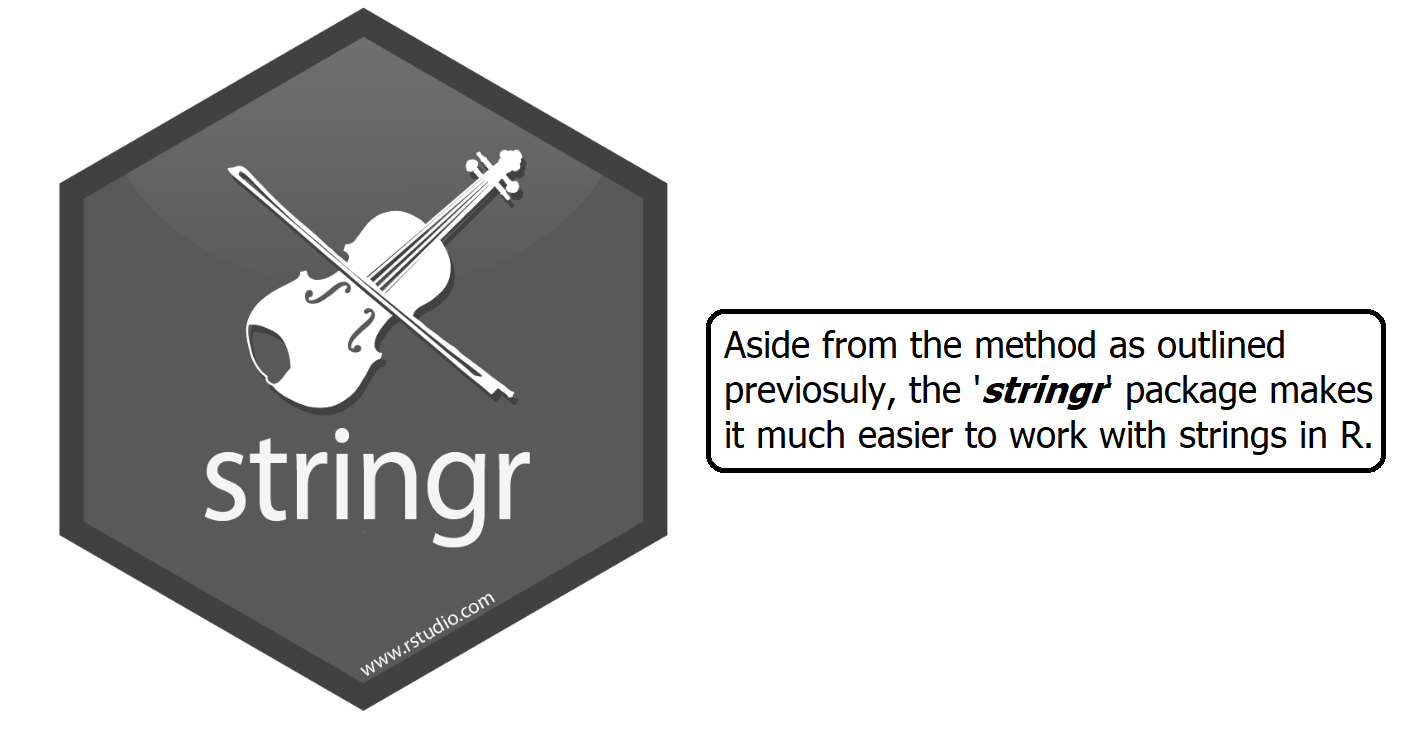 stringr
www.rstudio.com
Aside from the method as outlined
previosuly, the 'stringr' package makes
it much easier to work with strings in R.